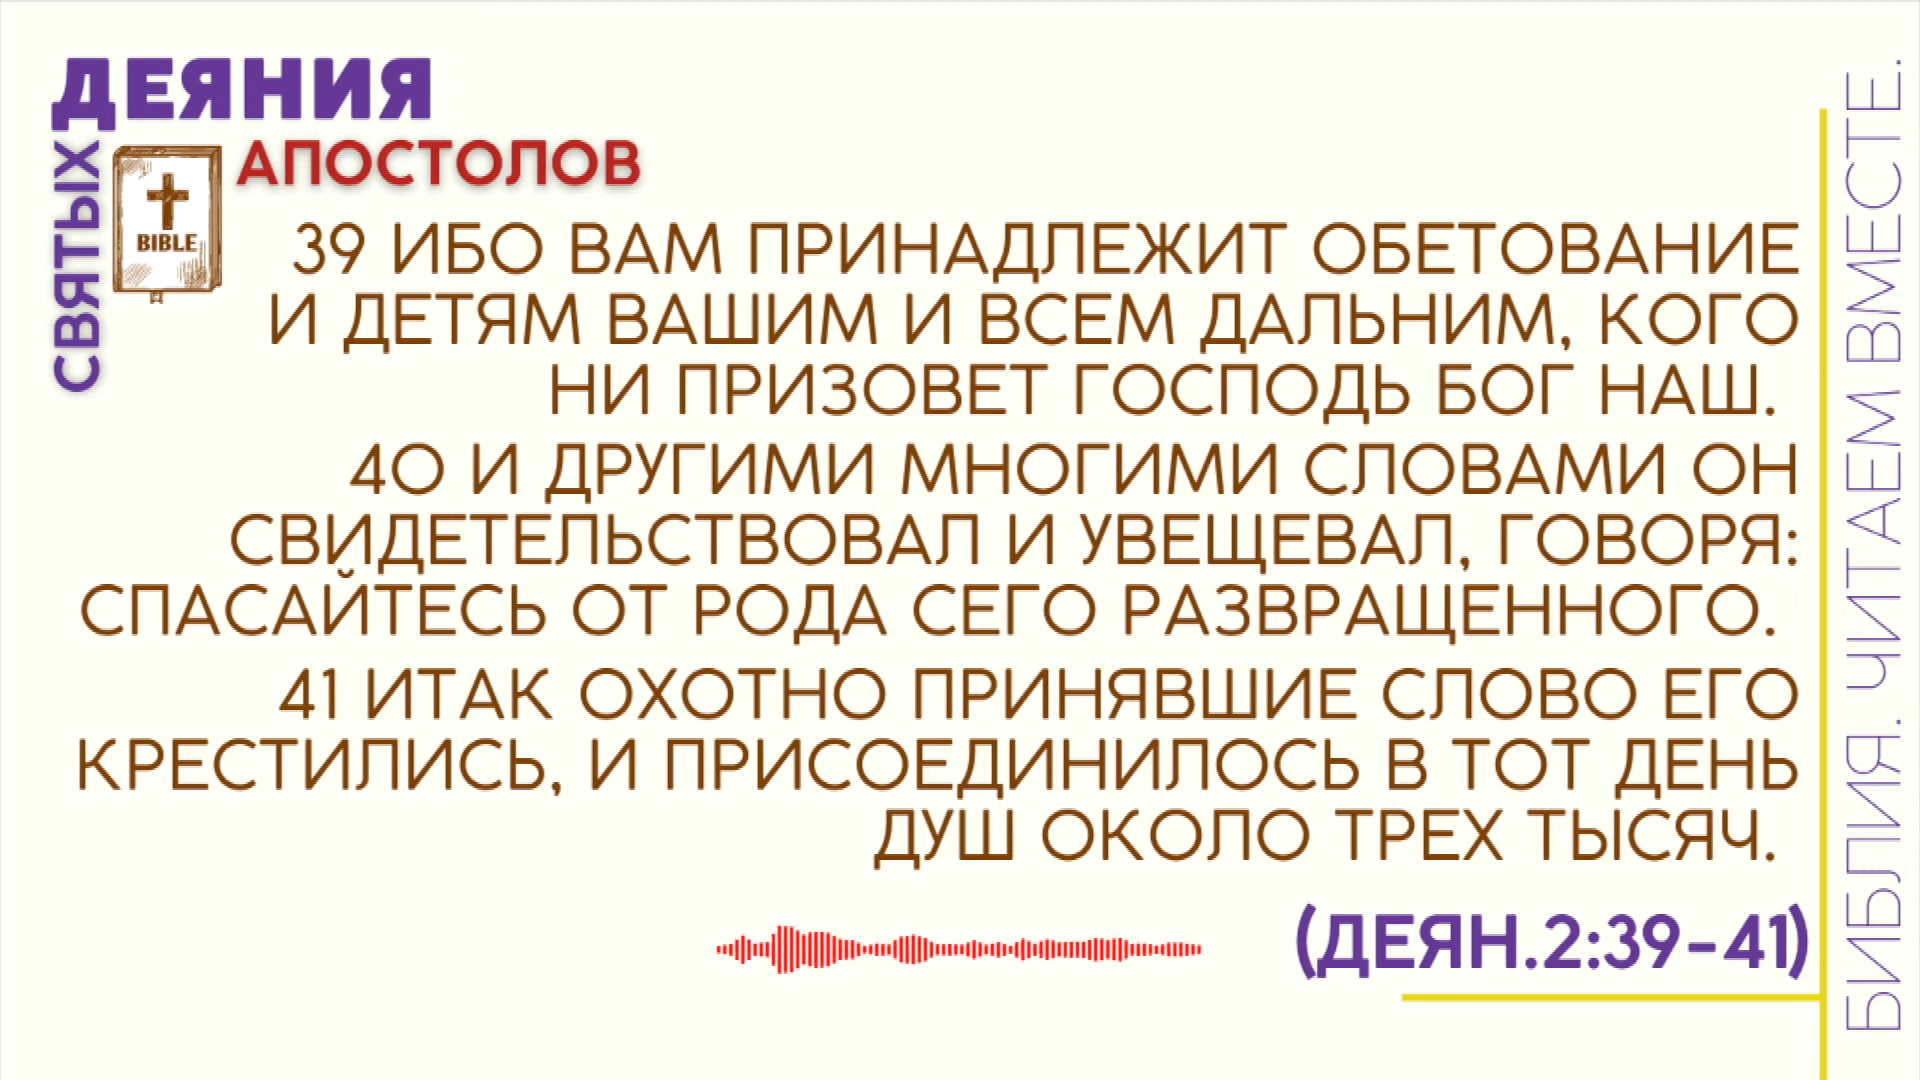 ДЕЯНИЯ
СВЯТЫХ
АПОСТОЛОВ
BIBLE
39 ИБО ВАМ ПРИНАДЛЕЖИТ ОБЕТОВАНИЕ
И ДЕТЯМ ВАШИМ И ВСЕМ ДАЛЬНИМ, КОГО
НИ ПРИЗОВЕТ ГОСПОДЬ БОГ НАШ.
40 И ДРУГИМИ МНОГИМИ СЛОВАМИ ОН
СВИДЕТЕЛЬСТВОВАЛ И УВЕЩЕВАЛ, ГОВОРЯ:
СПАСАЙТЕСЬ ОТ РОДА СЕГО РАЗВРАЩЕННОГО.
41 ИТАК ОХОТНО ПРИНЯВШИЕ СЛОВО ЕГО
КРЕСТИЛИСЬ, И ПРИСОЕДИНИЛОСЬ В ТОТ ДЕНЬ
ДУШ ОКОЛО ТРЕХ ТЫСЯЧ.
(ДЕЯН.2:39-41)
БИБЛИЯ. ЧИТАЕМ ВМЕСТЕ.